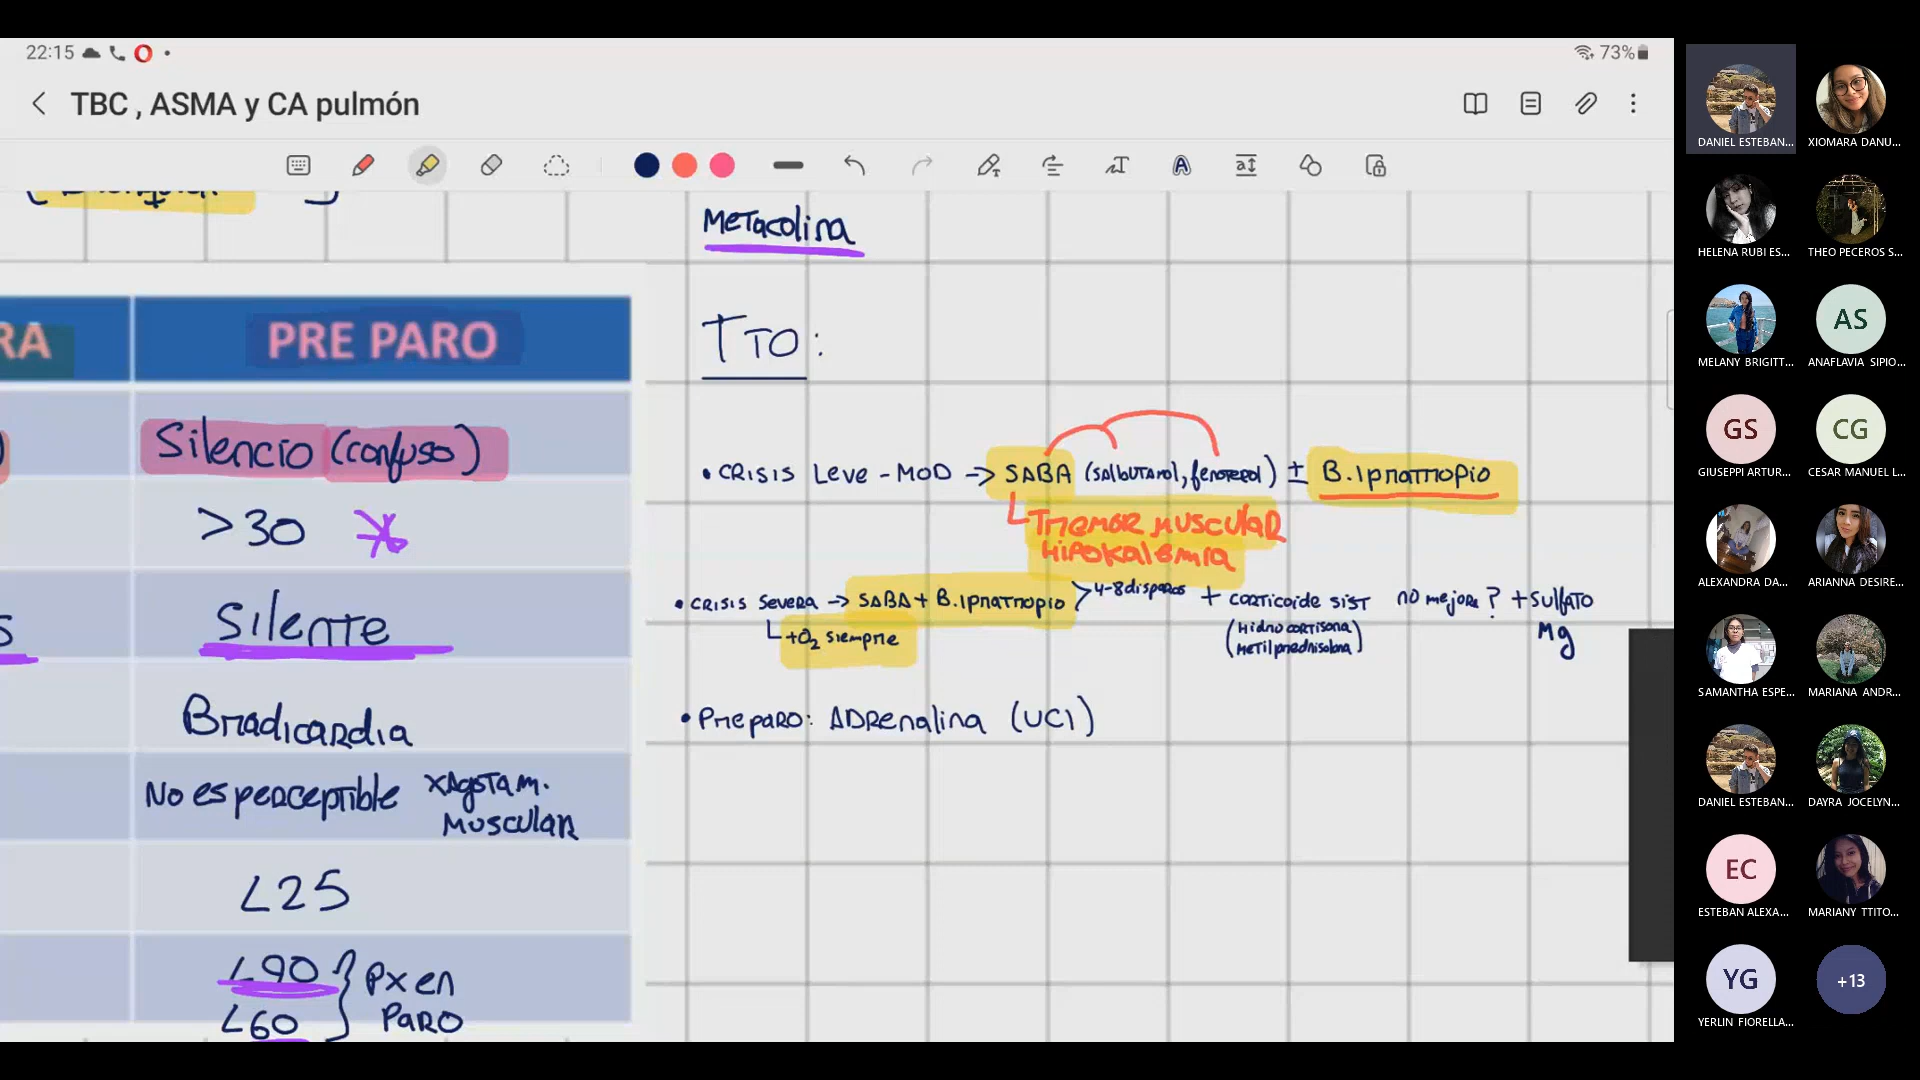 22:15
73%
TBC , ASMA y CA pulmón
Metacolina
RA
PRE PARO
TTO:
Silencio (confuso)
• CRISIS Leve - MOD -> SABA (Salbutamol, fenoterol) ± B. Ipratropio
Tremor muscular
Hipokalemia
>30
Silente
• CRISIS Severa -> SABA + B. Ipratropio >4-8 disparos + corticoide sist no mejora? + Sulfato
Mg
+O2 siempre
(Hidrocortisona)
(Metilprednisolona)
Bradicardia
• Preparo: Adrenalina (UCI)
No es perceptible x Agotam.
Muscular
<25
<90 } Px en
<60 } Paro
DANIEL ESTEBAN...
XIOMARA DANU...
HELENA RUBI ES...
THEO PECEROS S...
MELANY BRIGITT...
AS
ANAFLAVIA SIPIO...
GS
GIUSEPPI ARTUR...
CG
CESAR MANUEL L...
ALEXANDRA DA...
ARIANNA DESIRE...
SAMANTHA ESPE...
MARIANA ANDR...
DANIEL ESTEBAN...
DAYRA JOCELYN...
EC
ESTEBAN ALEXA...
MARIANY TTITO...
YG
YERLIN FIORELLA...
+13